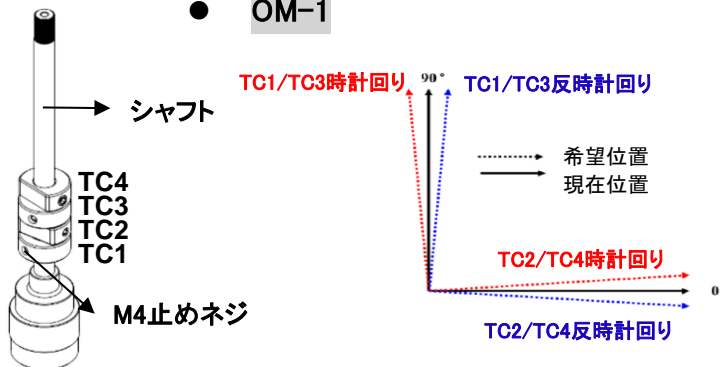 ● OM-1
シャフト
TC4
TC3
TC2
TC1
M4止めネジ
TC1/TC3時計回り
90°
TC1/TC3反時計回り
希望位置
現在位置
TC2/TC4時計回り
0
TC2/TC4反時計回り